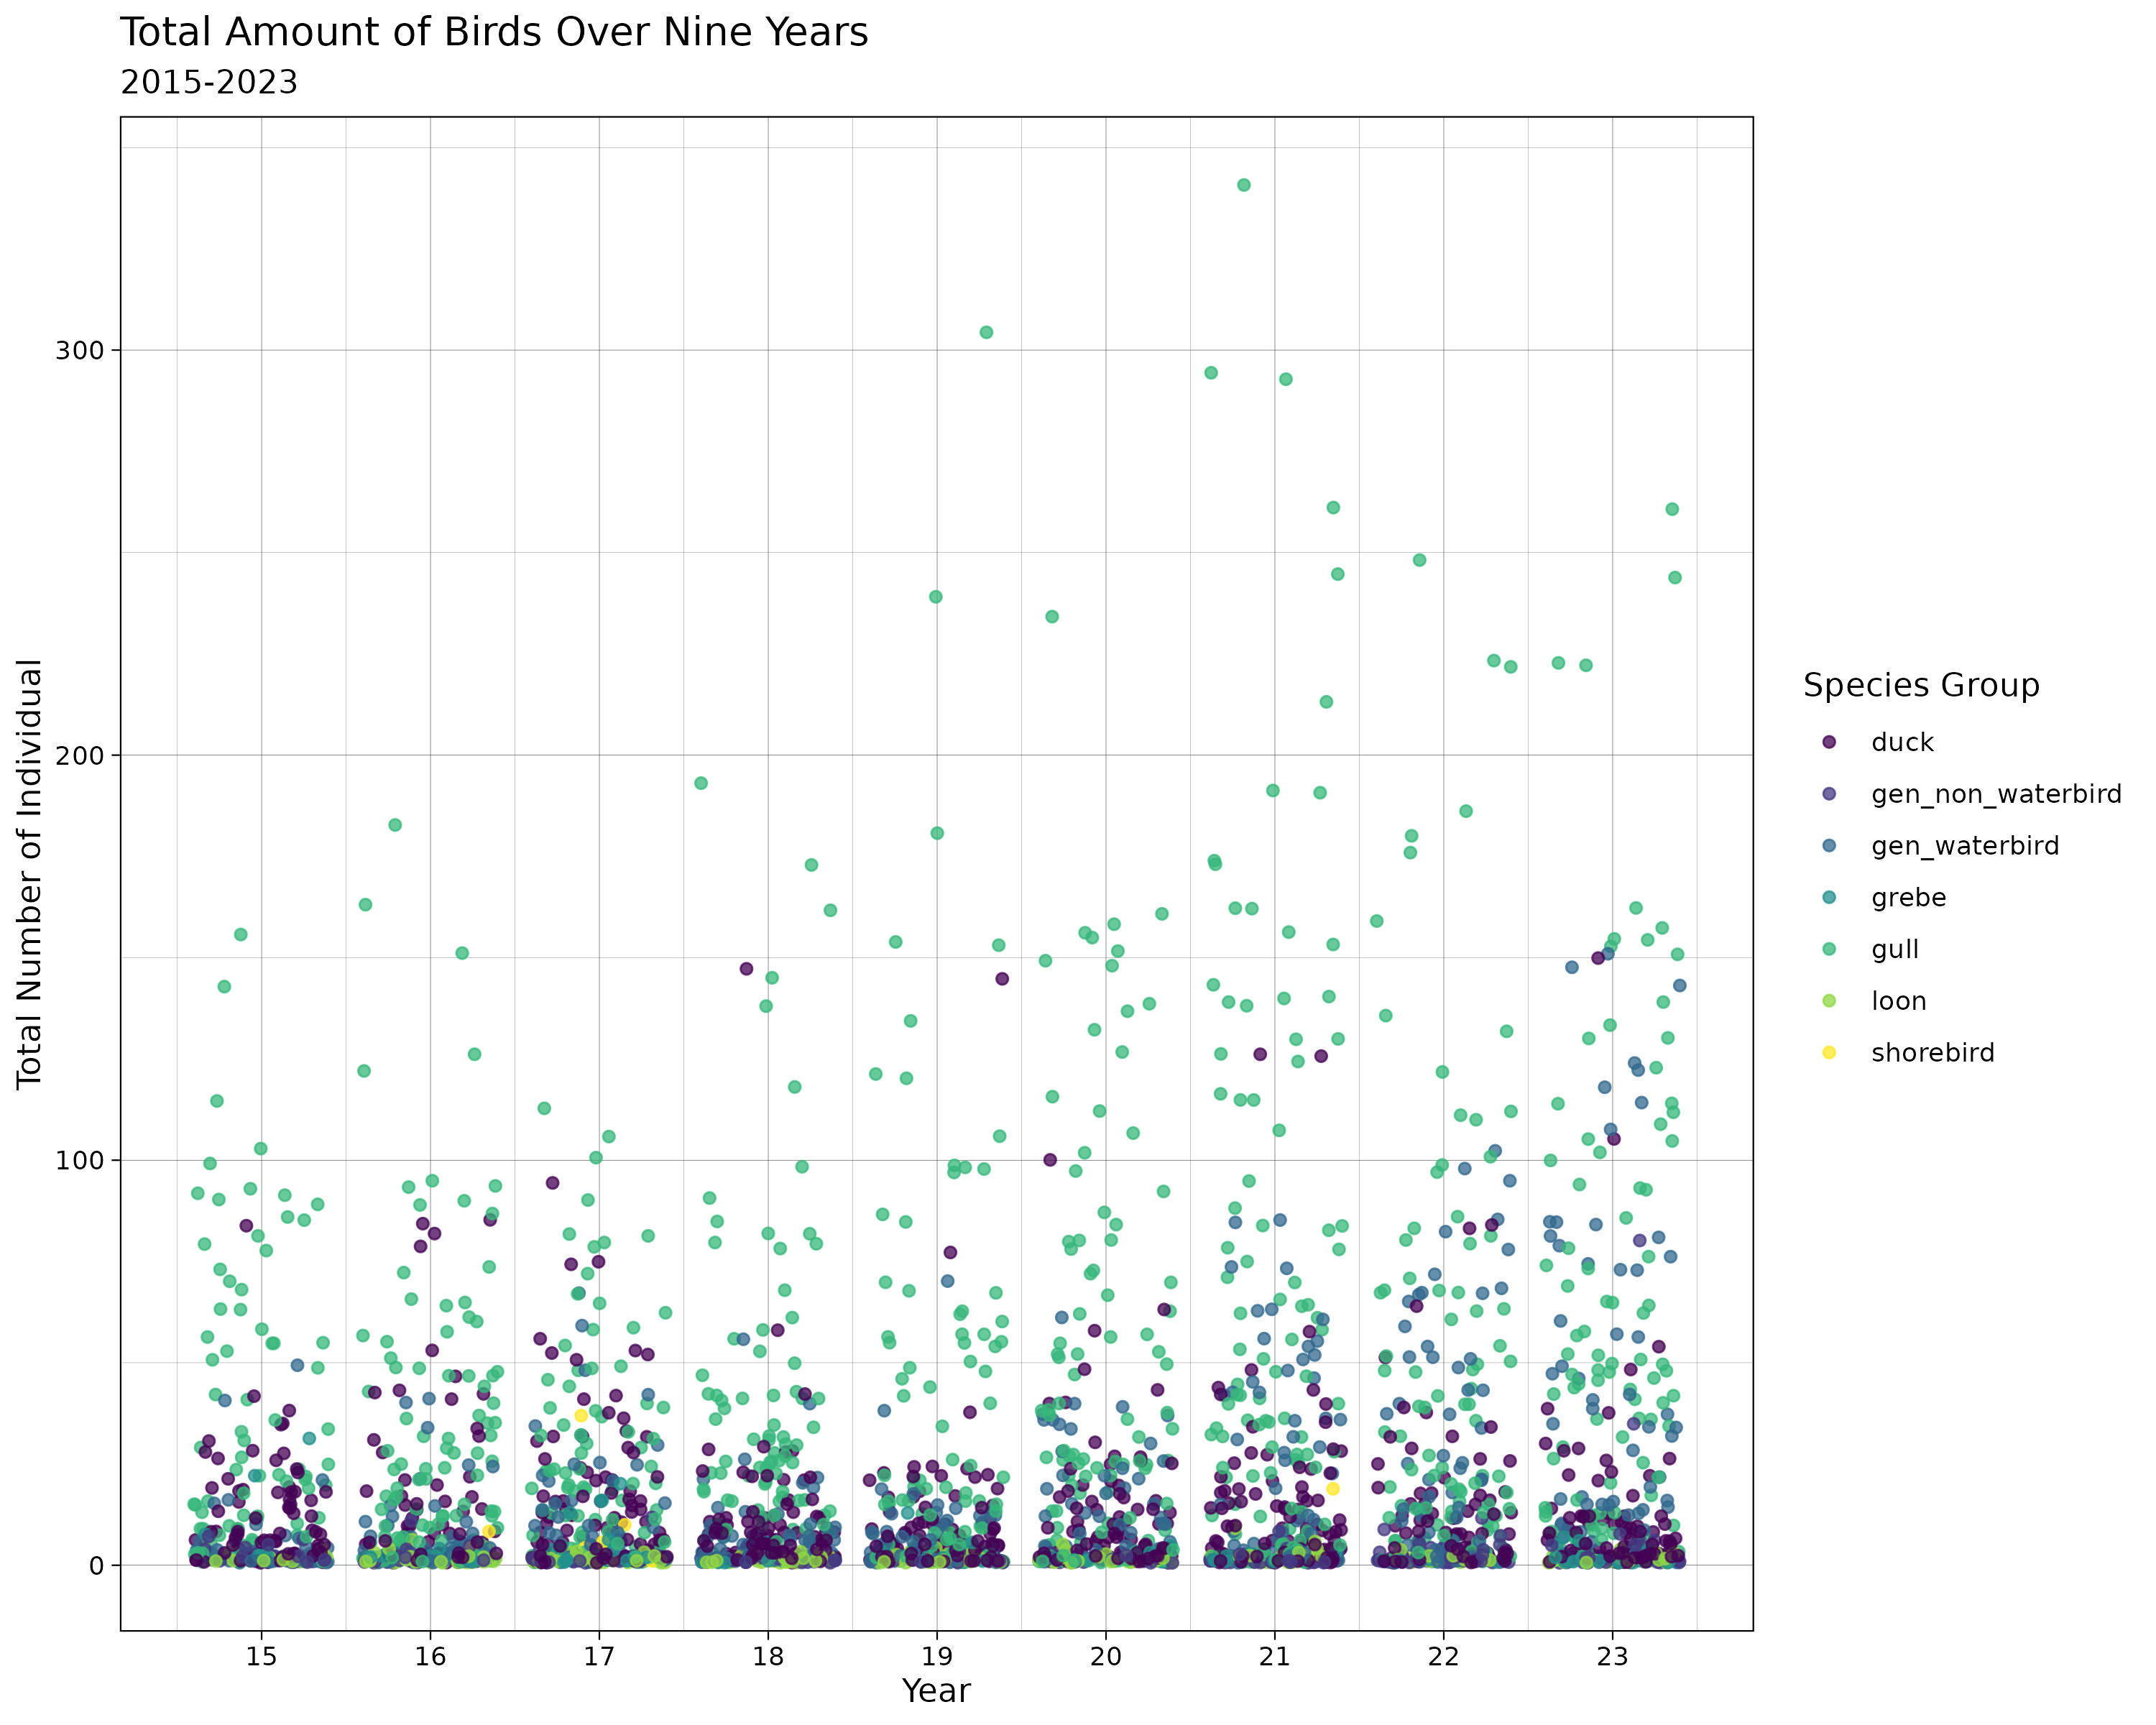 Total Amount of Birds Over Nine Years
2015-2023
Total Number of Individual
300
200
100
0
15 16 17 18 19 20 21 22 23
Year
Species Group
duck
gen_non_waterbird
gen_waterbird
grebe
gull
loon
shorebird